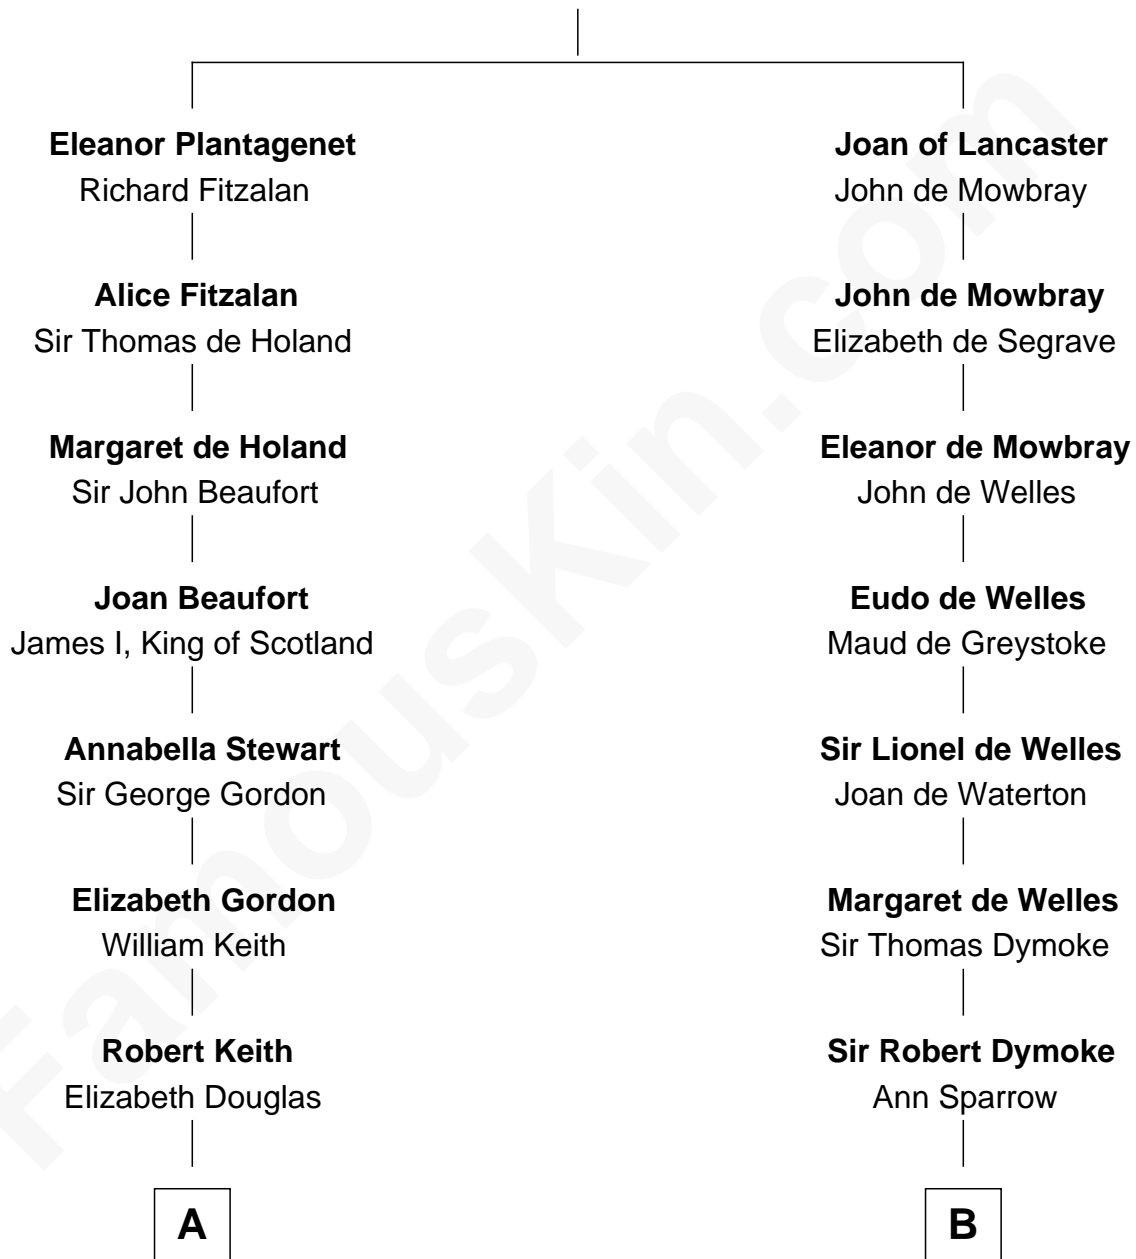 Eleanor Plantagenet
Richard Fitzalan
Alice Fitzalan
Sir Thomas de Holand
Margaret de Holand
Sir John Beaufort
Joan Beaufort
James I, King of Scotland
Annabella Stewart
Sir George Gordon
Elizabeth Gordon
William Keith
Robert Keith
Elizabeth Douglas
A
Joan of Lancaster
John de Mowbray
John de Mowbray
Elizabeth de Segrave
Eleanor de Mowbray
John de Welles
Eudo de Welles
Maud de Greystoke
Sir Lionel de Welles
Joan de Waterton
Margaret de Welles
Sir Thomas Dymoke
Sir Robert Dymoke
Ann Sparrow
B
FamousKin.com